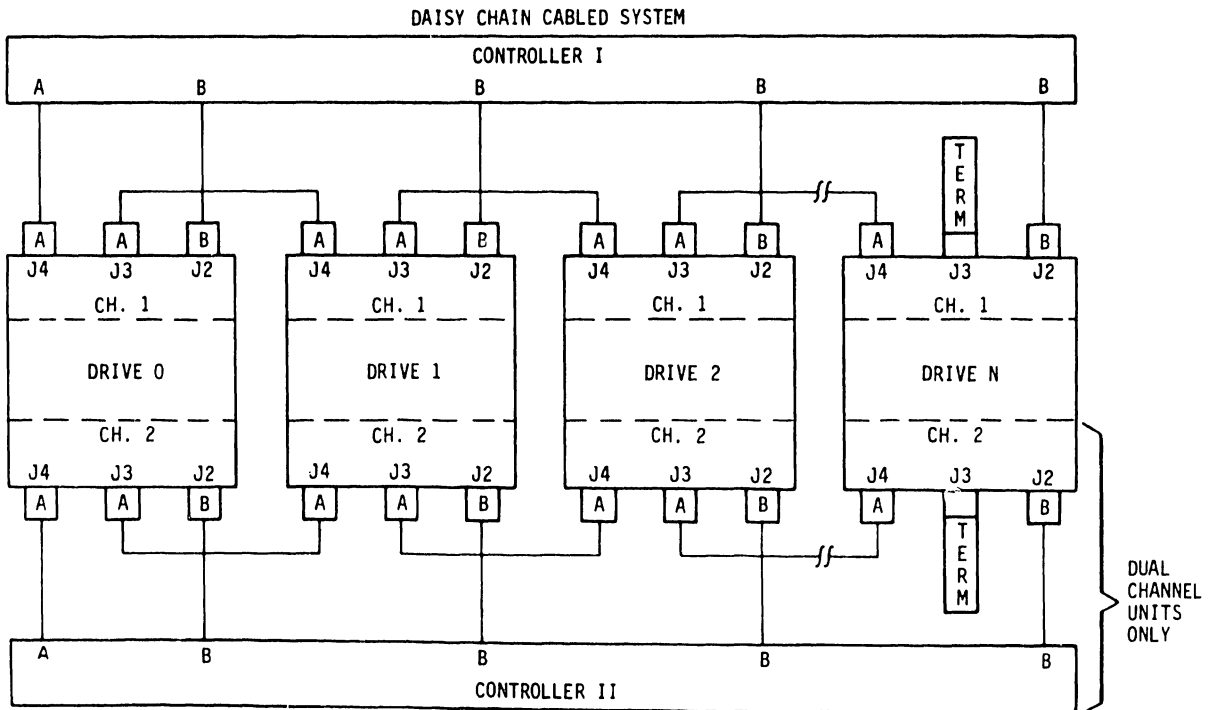 DAISY CHAIN CABLED SYSTEM
CONTROLLER I
A B B B B
TERM
A A B A A B A A B A B
J4 J3 J2 J4 J3 J2 J4 J3 J2 J4 J3 J2
CH. 1 CH. 1 CH. 1 CH. 1
DRIVE 0 DRIVE 1 DRIVE 2 DRIVE N
CH. 2 CH. 2 CH. 2 CH. 2
J4 J3 J2 J4 J3 J2 J4 J3 J2 J4 J3 J2
A A B A A B A A B A B
TERM
DUAL
CHANNEL
UNITS
ONLY
A B B B B
CONTROLLER II